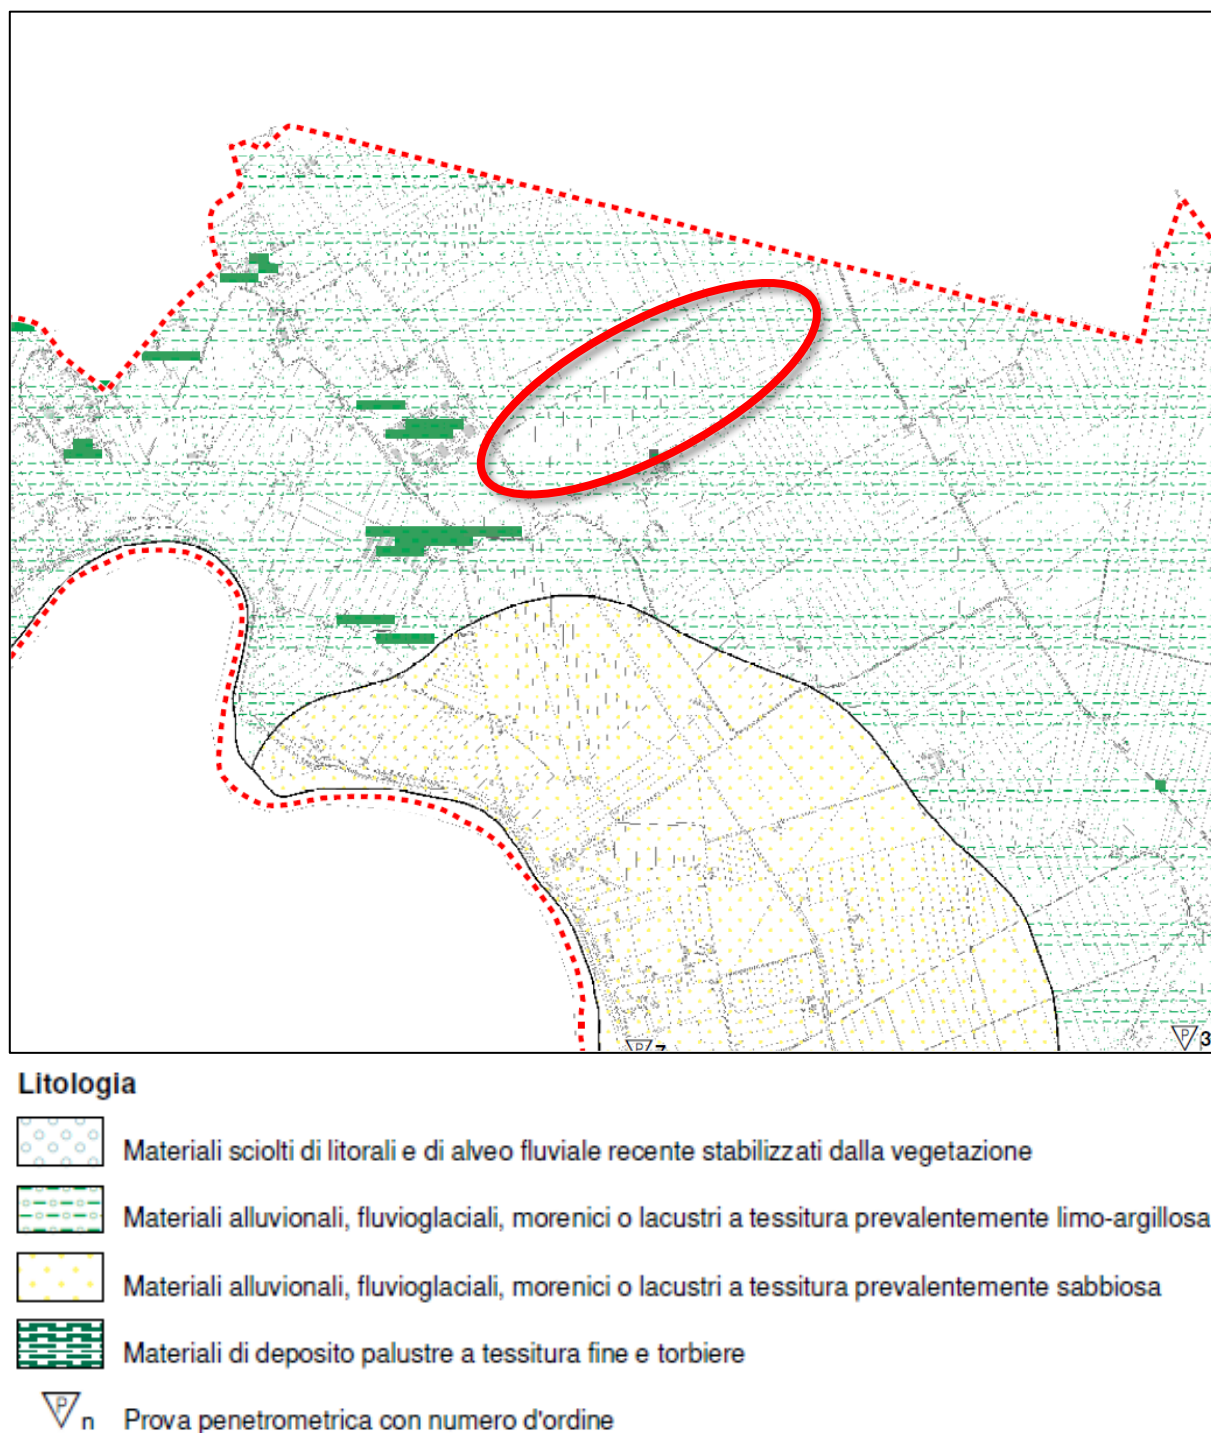 P 7
P 3
Litologia
Materiali sciolti di litorali e di alveo fluviale recente stabilizzati dalla vegetazione
Materiali alluvionali, fluvioglaciali, morenici o lacustri a tessitura prevalentemente limo-argillosa
Materiali alluvionali, fluvioglaciali, morenici o lacustri a tessitura prevalentemente sabbiosa
Materiali di deposito palustre a tessitura fine e torbiere
P n Prova penetrometrica con numero d'ordine